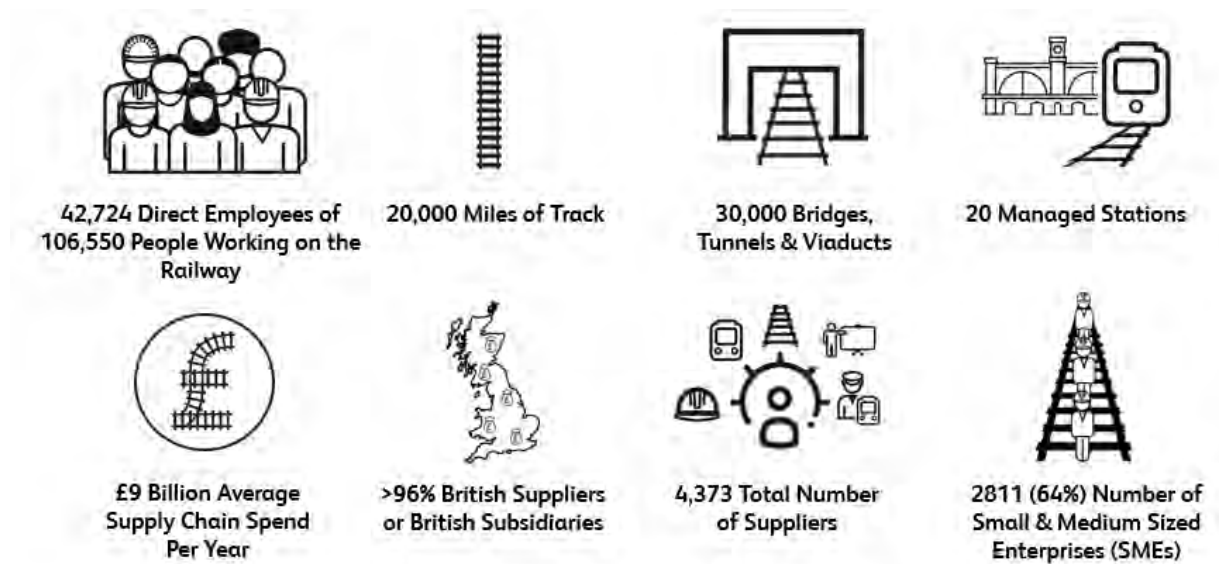 42,724 Direct Employees of
106,550 People Working on the
Railway
20,000 Miles of Track
30,000 Bridges,
Tunnels & Viaducts
20 Managed Stations
£9 Billion Average
Supply Chain Spend
Per Year
>96% British Suppliers
or British Subsidiaries
4,373 Total Number
of Suppliers
2811 (64%) Number of
Small & Medium Sized
Enterprises (SMEs)